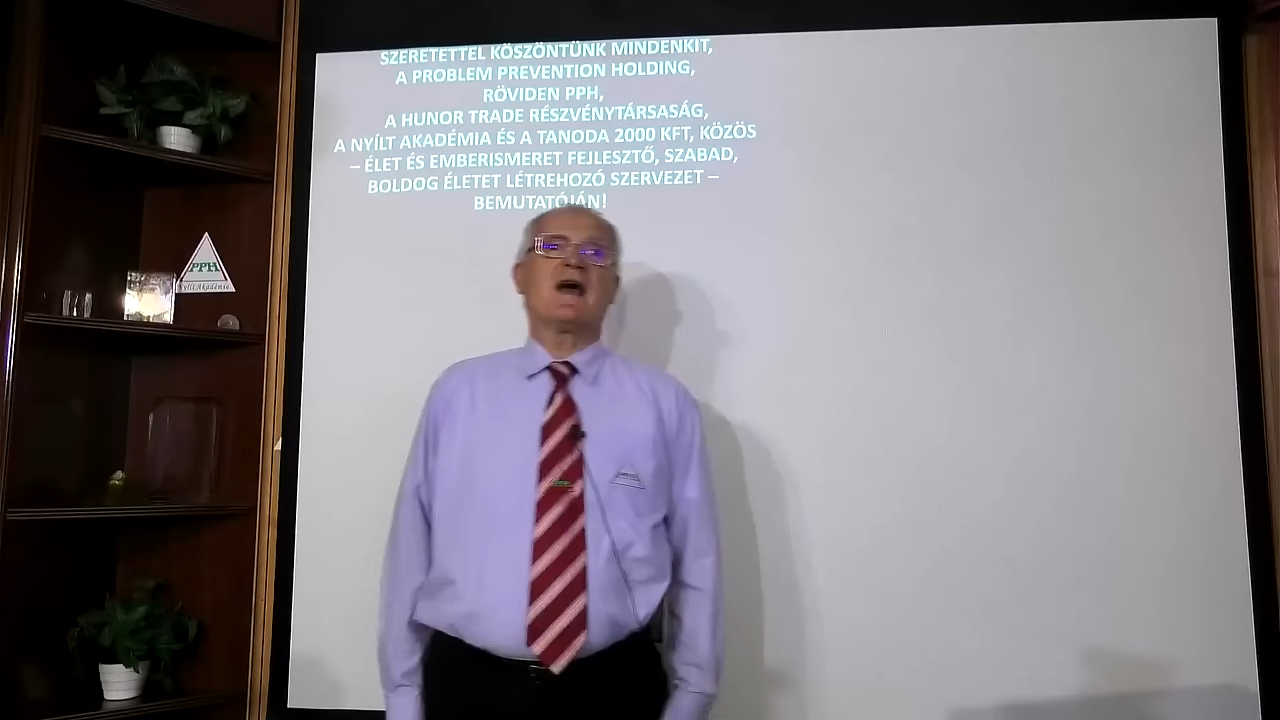 SZERETETTEL KÖSZÖNTÜNK MINDENKIT,
A PROBLEM PREVENTION HOLDING,
RÖVIDEN PPH,
A HUNOR TRADE RÉSZVÉNYTÁRSASÁG,
A NYÍLT AKADÉMIA ÉS A TANODA 2000 KFT, KÖZÖS
– ÉLET ÉS EMBERISMERET FEJLESZTŐ, SZABAD,
BOLDOG ÉLETET LÉTREHOZÓ SZERVEZET –
BEMUTATÓJÁN!
PPH
Nyílt Akadémia